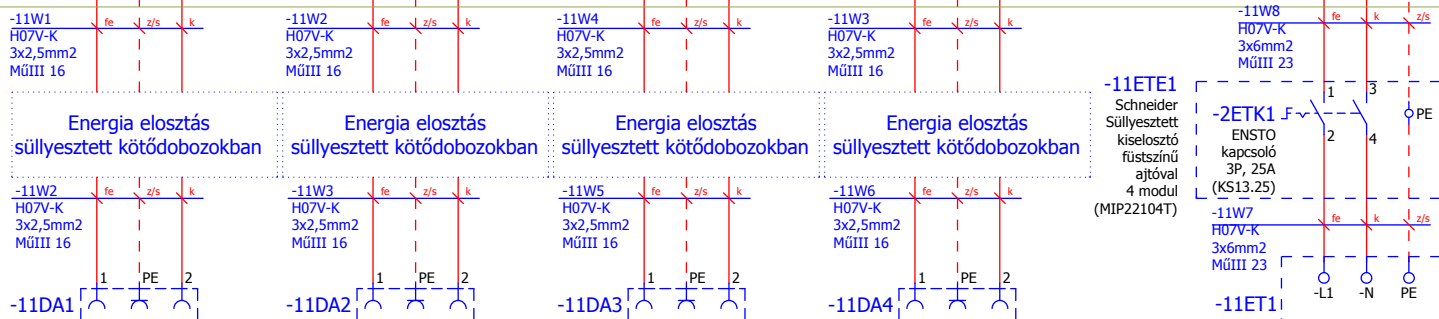 -11W1 fe z/s k
H07V-K
3x2,5mm2
MűIII 16
Energia elosztás
süllyesztett kötődobozokban
-11W2 fe z/s k
H07V-K
3x2,5mm2
MűIII 16
1 PE 2
-11DA1
-11W2 fe z/s k
H07V-K
3x2,5mm2
MűIII 16
Energia elosztás
süllyesztett kötődobozokban
-11W3 fe z/s k
H07V-K
3x2,5mm2
MűIII 16
1 PE 2
-11DA2
-11W4 fe z/s k
H07V-K
3x2,5mm2
MűIII 16
Energia elosztás
süllyesztett kötődobozokban
-11W5 fe z/s k
H07V-K
3x2,5mm2
MűIII 16
1 PE 2
-11DA3
-11W3 fe z/s k
H07V-K
3x2,5mm2
MűIII 16
Energia elosztás
süllyesztett kötődobozokban
-11W6 fe z/s k
H07V-K
3x2,5mm2
MűIII 16
1 PE 2
-11DA4
-11W8 fe k z/s
H07V-K
3x6mm2
MűIII 23
-11ETE1
Schneider
Süllyesztett
kiselosztó
füstszínű
ajtóval
4 modul
(MIP22104T)
1 3
-2ETK1 PE
2 4
ENSTO
kapcsoló
3P, 25A
(KS13.25)
-11W7 fe k z/s
H07V-K
3x6mm2
MűIII 23
-L1 -N PE
-11ET1